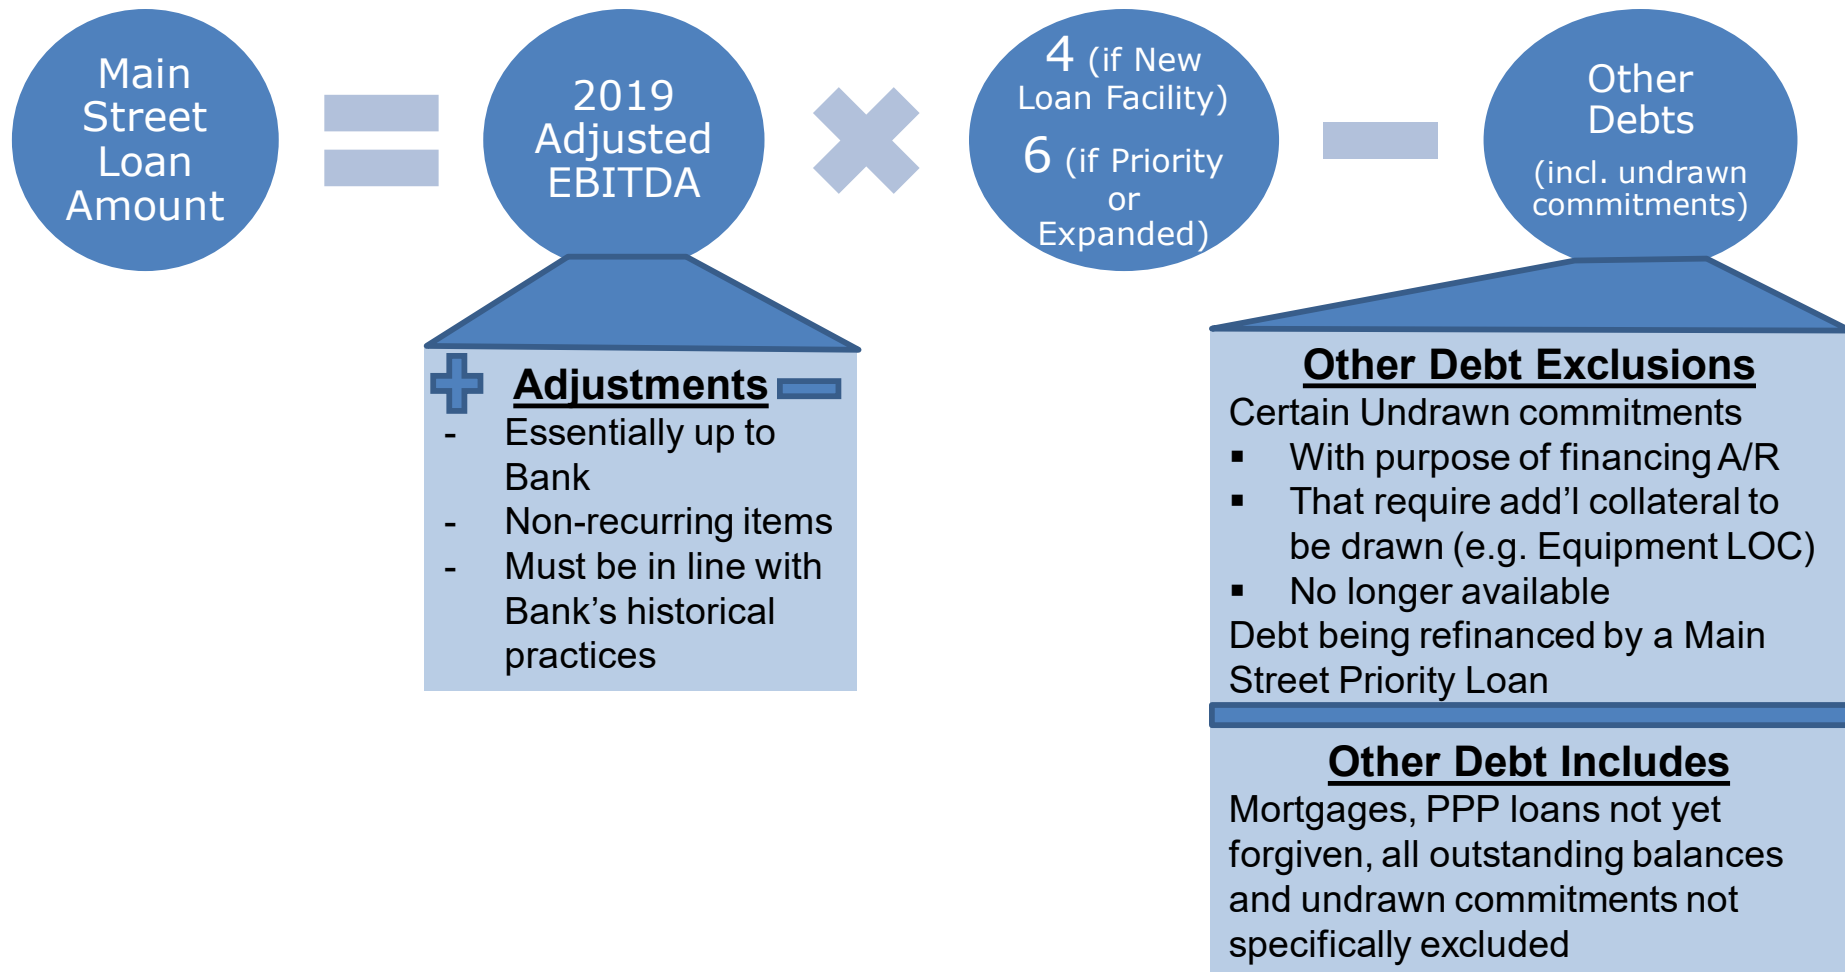 Main
Street
Loan
Amount
2019
Adjusted
EBITDA
4 (if New
Loan Facility)
6 (if Priority
or
Expanded)
Other
Debts
(incl. undrawn
commitments)
Adjustments
- Essentially up to
Bank
- Non-recurring items
- Must be in line with
Bank’s historical
practices
Other Debt Exclusions
Certain Undrawn commitments
▪ With purpose of financing A/R
▪ That require add’l collateral to
be drawn (e.g. Equipment LOC)
▪ No longer available
Debt being refinanced by a Main
Street Priority Loan
Other Debt Includes
Mortgages, PPP loans not yet
forgiven, all outstanding balances
and undrawn commitments not
specifically excluded